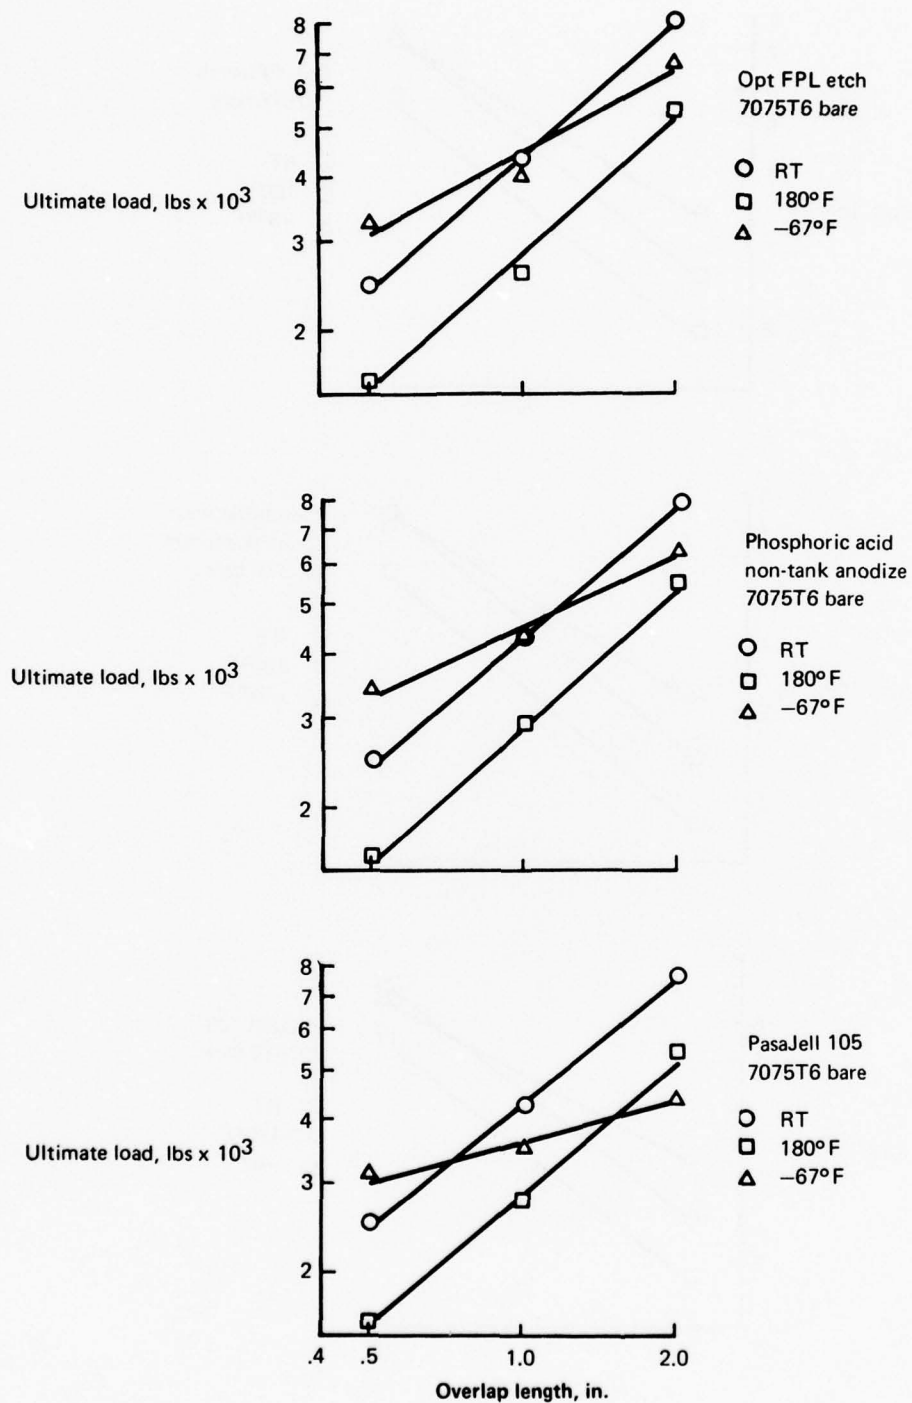 8
7
6
5
4
3
2
Ultimate load, lbs x 10³
Opt FPL etch
7075T6 bare
RT
180°F
−67°F
8
7
6
5
4
3
2
Ultimate load, lbs x 10³
Phosphoric acid
non-tank anodize
7075T6 bare
RT
180°F
−67°F
8
7
6
5
4
3
2
Ultimate load, lbs x 10³
PasaJell 105
7075T6 bare
RT
180°F
−67°F
.4 .5 1.0 2.0
Overlap length, in.